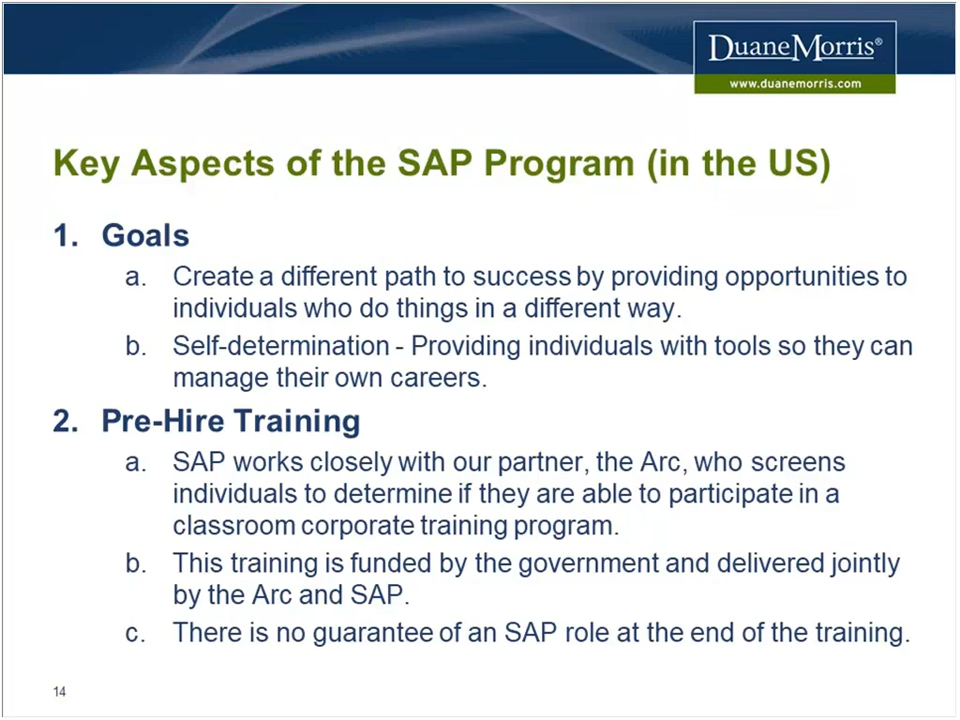 DuaneMorris®
www.duanemorris.com
Key Aspects of the SAP Program (in the US)
1. Goals
a. Create a different path to success by providing opportunities to
individuals who do things in a different way.
b. Self-determination - Providing individuals with tools so they can
manage their own careers.
2. Pre-Hire Training
a. SAP works closely with our partner, the Arc, who screens
individuals to determine if they are able to participate in a
classroom corporate training program.
b. This training is funded by the government and delivered jointly
by the Arc and SAP.
c. There is no guarantee of an SAP role at the end of the training.
14